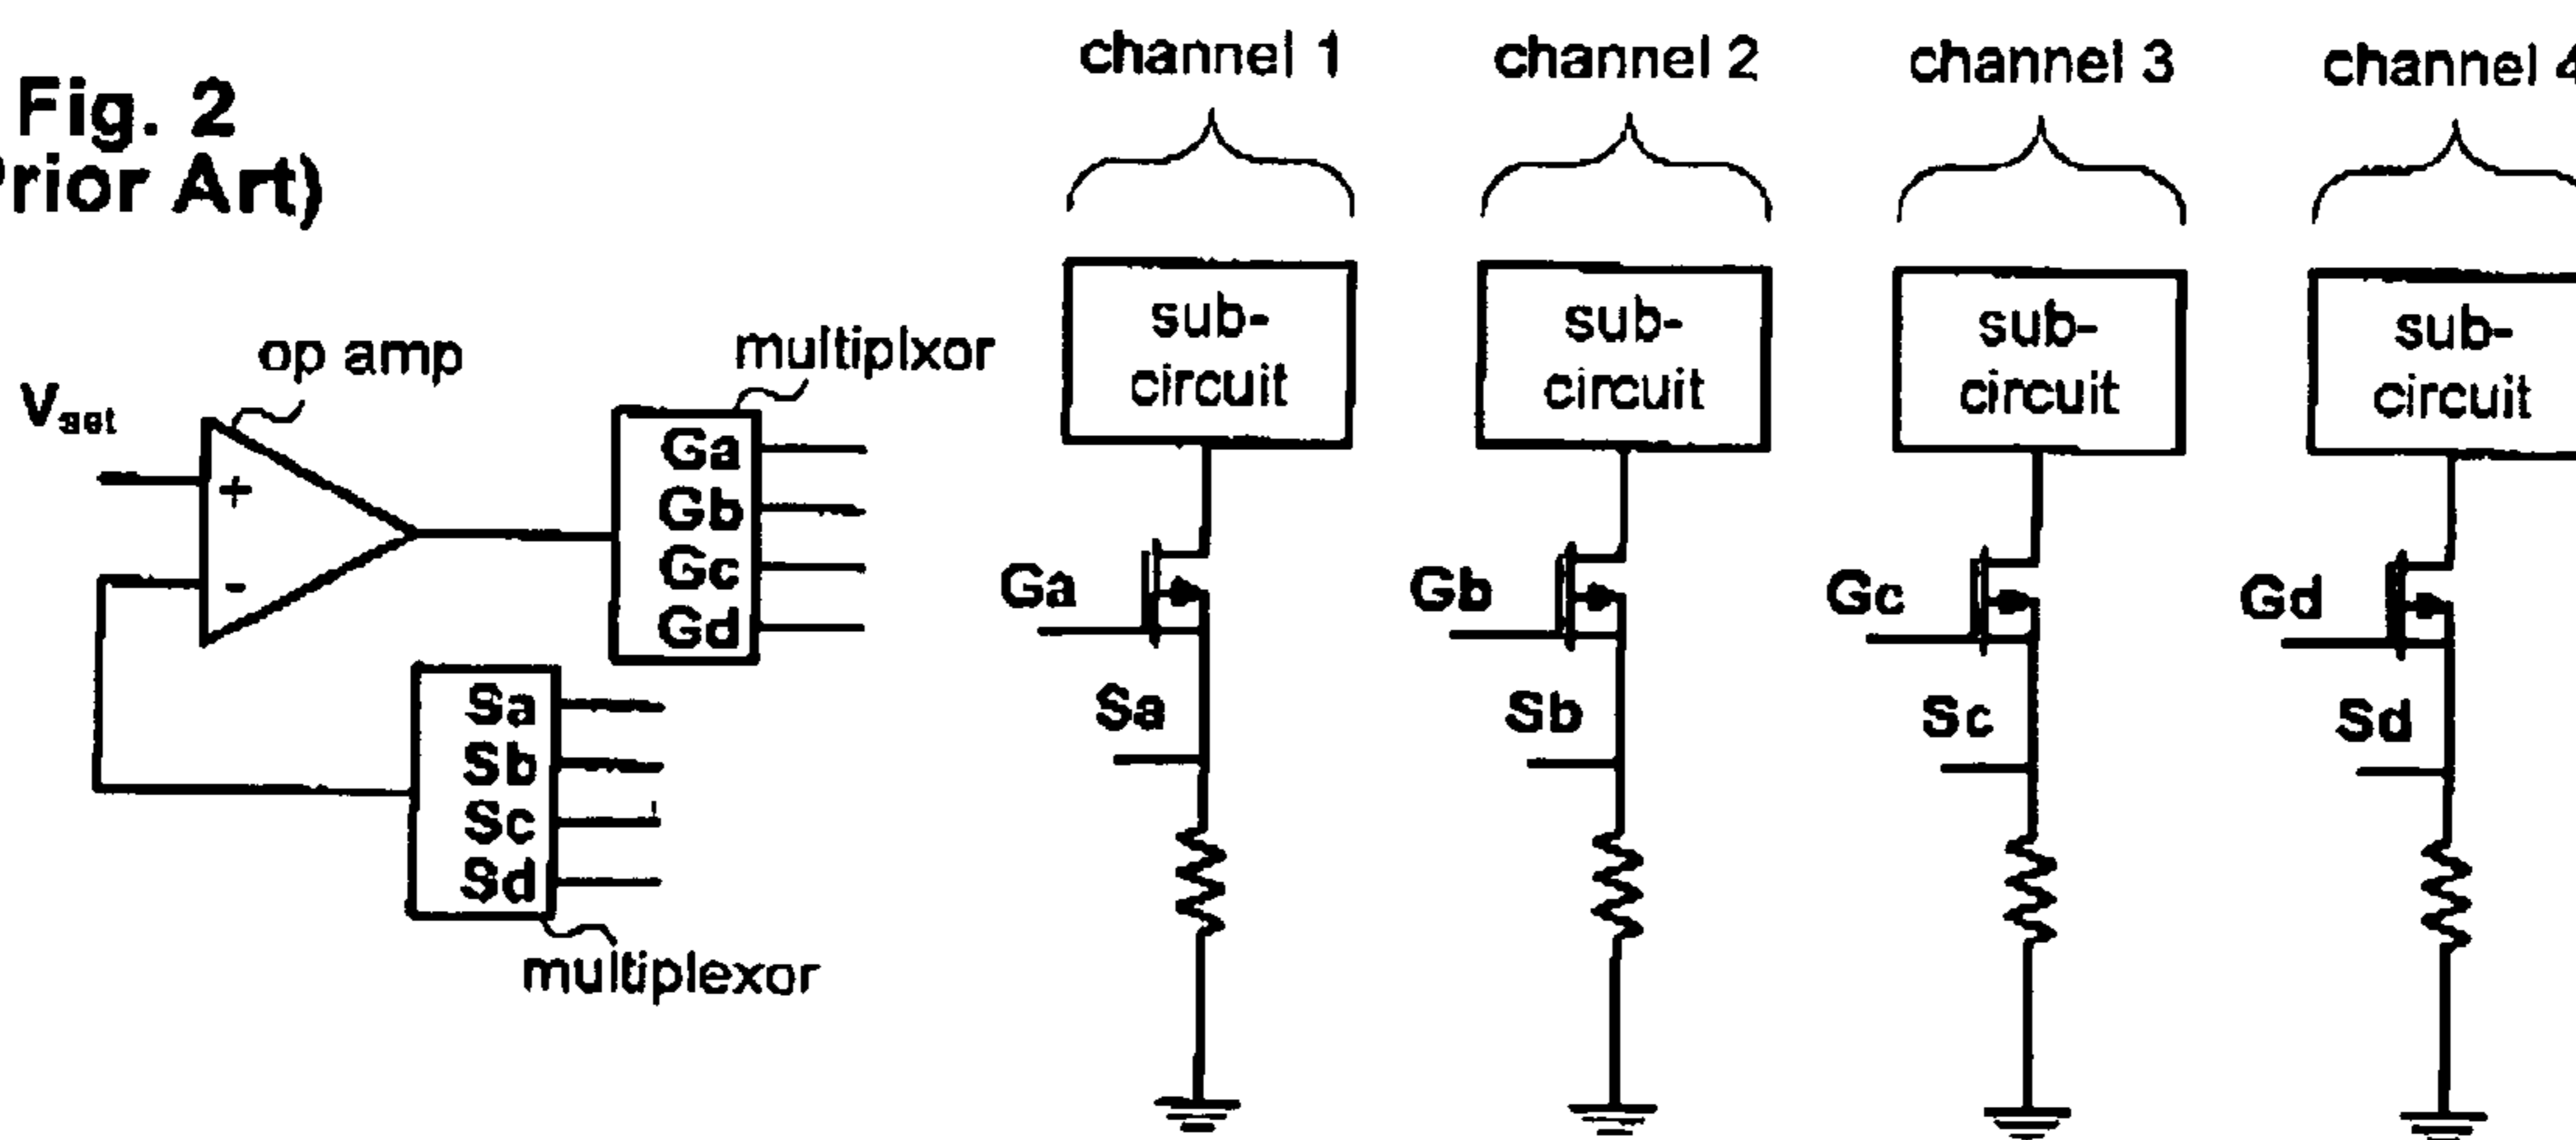 Fig. 2
Prior Art)
channel 1
channel 2
channel 3
channel 4
op amp
multiplxor
Vset
+
-
Ga
Gb
Gc
Gd
Sa
Sb
Sc
Sd
multiplexor
sub-
circuit
sub-
circuit
sub-
circuit
sub-
circuit
Ga
Gb
Gc
Gd
Sa
Sb
Sc
Sd